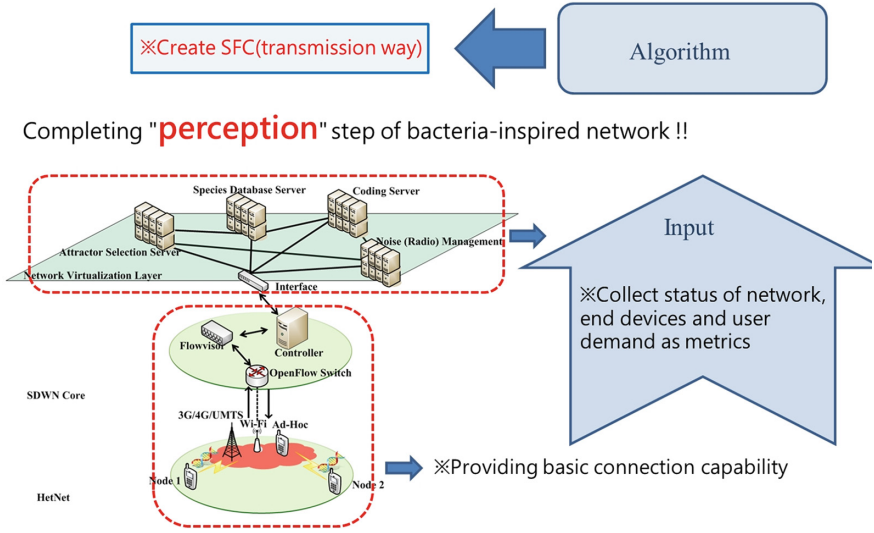 ※Create SFC(transmission way)
Algorithm
Completing "perception" step of bacteria-inspired network !!
Species Database Server
Coding Server
Attractor Selection Server
Noise (Radio) Management
Network Virtualization Layer
Interface
Input
※Collect status of network,
end devices and user
demand as metrics
Flowvisor
Controller
OpenFlow Switch
SDWN Core
3G/4G/UMTS
Wi-Fi
Ad-Hoc
Node 1
Node 2
HetNet
※Providing basic connection capability